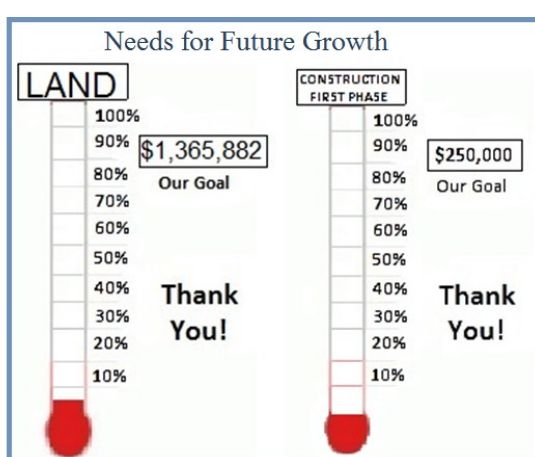 Needs for Future Growth
LAND
100%
90%
$1,365,882
80%
Our Goal
70%
60%
50%
40%
Thank
30%
You!
20%
10%
CONSTRUCTION
FIRST PHASE
100%
90%
$250,000
80%
Our Goal
70%
60%
50%
40%
Thank
30%
You!
20%
10%